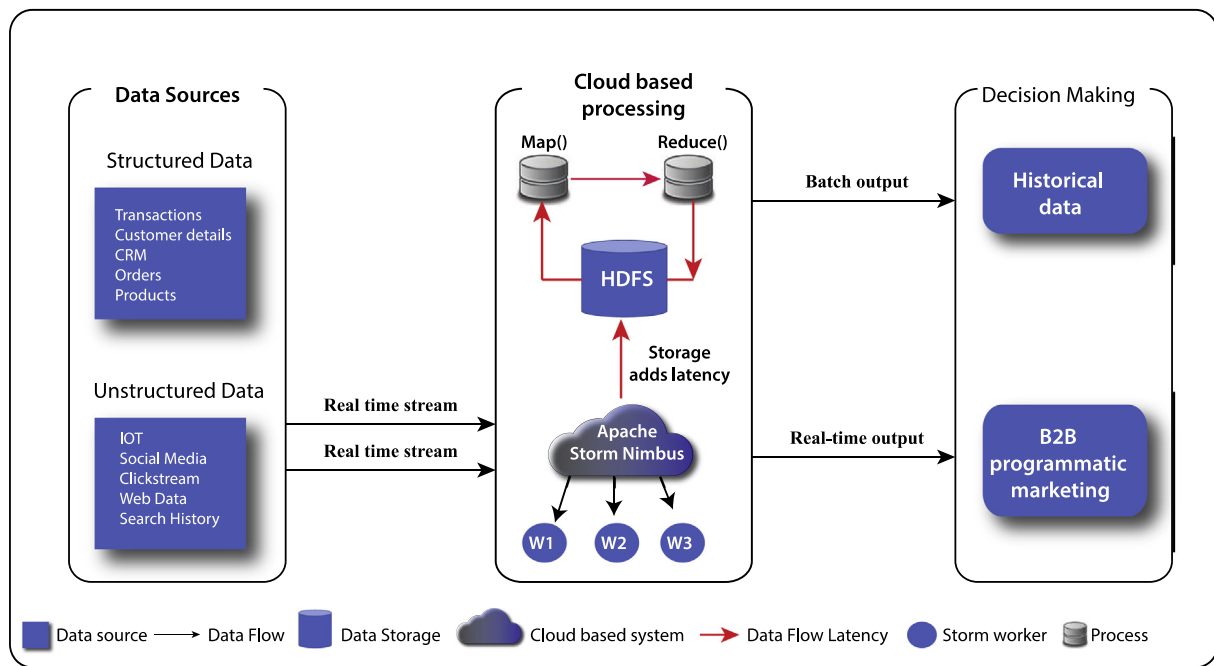 Data Sources
Structured Data
Transactions
Customer details
CRM
Orders
Products
Unstructured Data
IOT
Social Media
Clickstream
Web Data
Search History
Real time stream
Real time stream
Cloud based
processing
Map()
Reduce()
HDFS
Storage
adds latency
Apache
Storm Nimbus
W1
W2
W3
Batch output
Real-time output
Decision Making
Historical
data
B2B
programmatic
marketing
Data source
Data Flow
Data Storage
Cloud based system
Data Flow Latency
Storm worker
Process